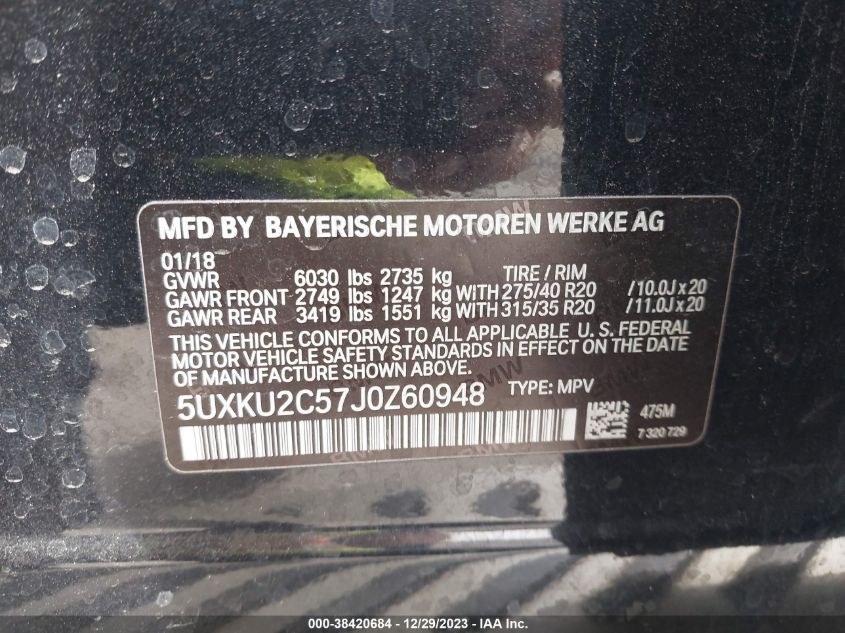 MFD BY BAYERISCHE MOTOREN WERKE AG
01/18
GVWR 6030 lbs 2735 kg TIRE / RIM
GAWR FRONT 2749 lbs 1247 kg WITH 275/40 R20 /10.0J x 20
GAWR REAR 3419 lbs 1551 kg WITH 315/35 R20 /11.0J x 20
THIS VEHICLE CONFORMS TO ALL APPLICABLE U. S. FEDERAL
MOTOR VEHICLE SAFETY STANDARDS IN EFFECT ON THE DATE
OF MANUFACTURE SHOWN ABOVE.
5UXKU2C57J0Z60948 TYPE: MPV
475M
7 320 729
000-38420684 - 12/29/2023 - IAA Inc.